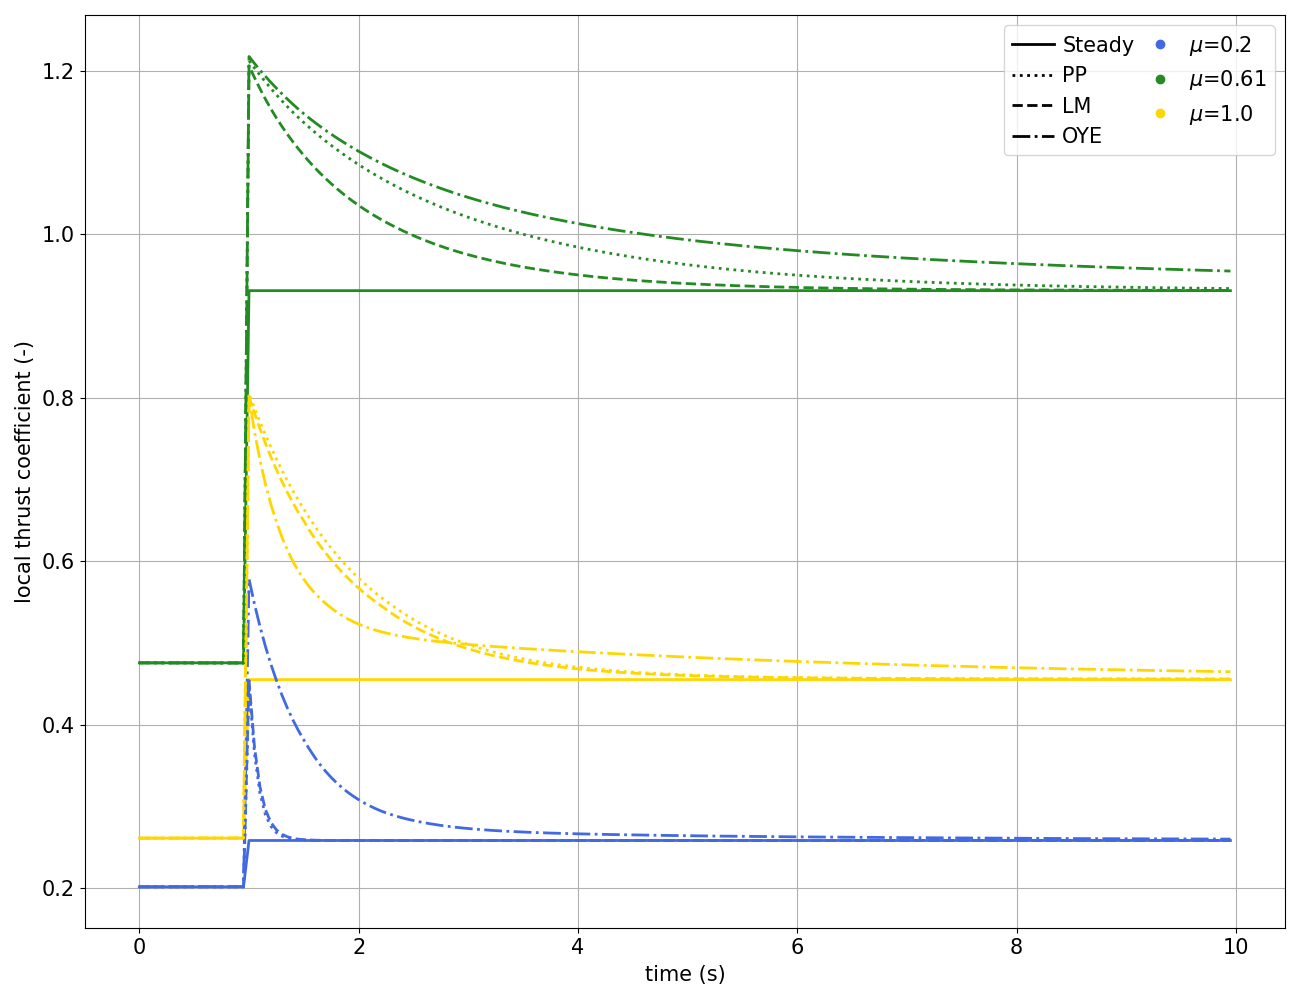 Steady
PP
LM
OYE
μ=0.2
μ=0.61
μ=1.0
local thrust coefficient (-)
1.2
1.0
0.8
0.6
0.4
0.2
0 2 4 6 8 10
time (s)